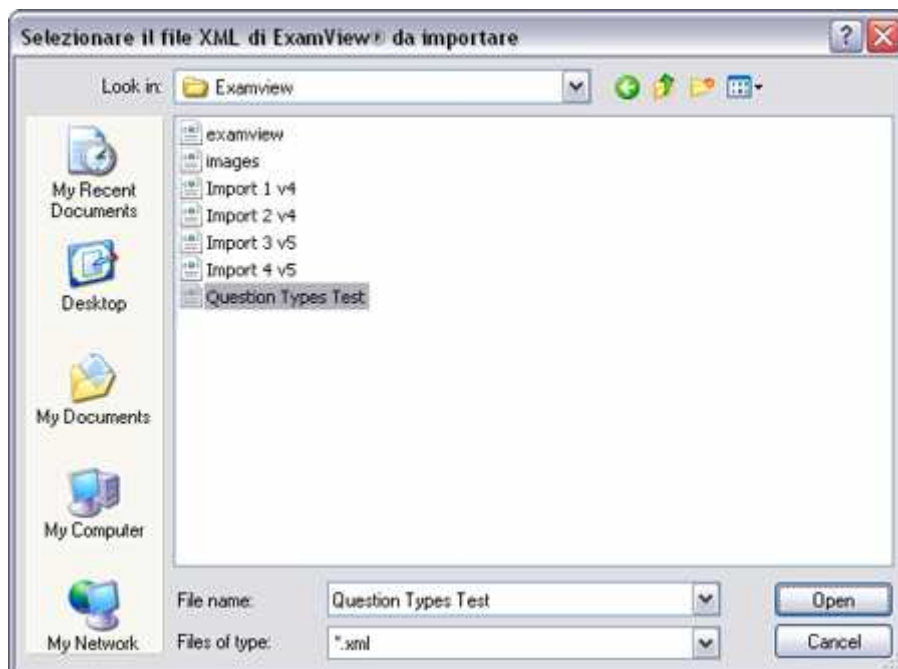 Selezionare il file XML di ExamView® da importare
Look in:
Examview
My Recent
Documents
Desktop
My Documents
My Computer
My Network
examview
images
Import 1 v4
Import 2 v4
Import 3 v5
Import 4 v5
Question Types Test
File name:
Question Types Test
Open
Files of type:
*.xml
Cancel